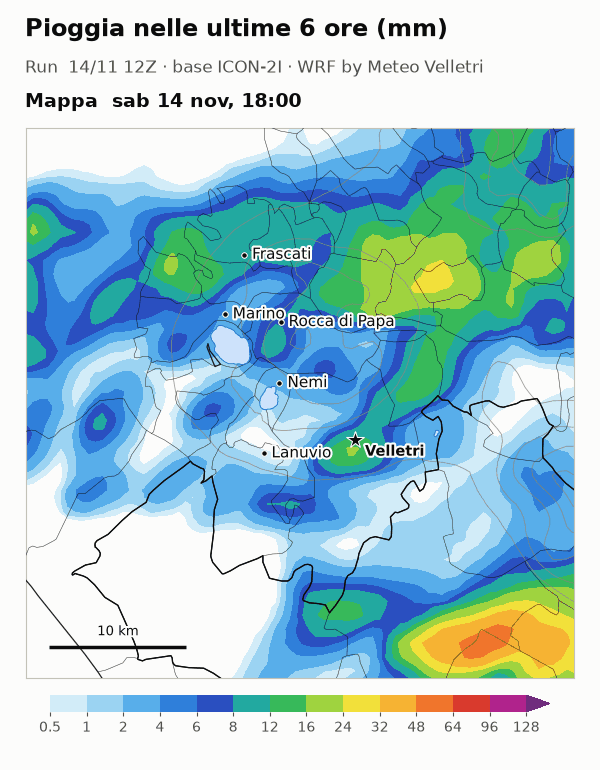 Pioggia nelle ultime 6 ore (mm)
Run 14/11 12Z · base ICON-2I · WRF by Meteo Velletri
Mappa sab 14 nov, 18:00
Frascati
Marino
Rocca di Papa
Nemi
Velletri
Lanuvio
10 km
0.5 1 2 4 6 8 12 16 24 32 48 64 96 128